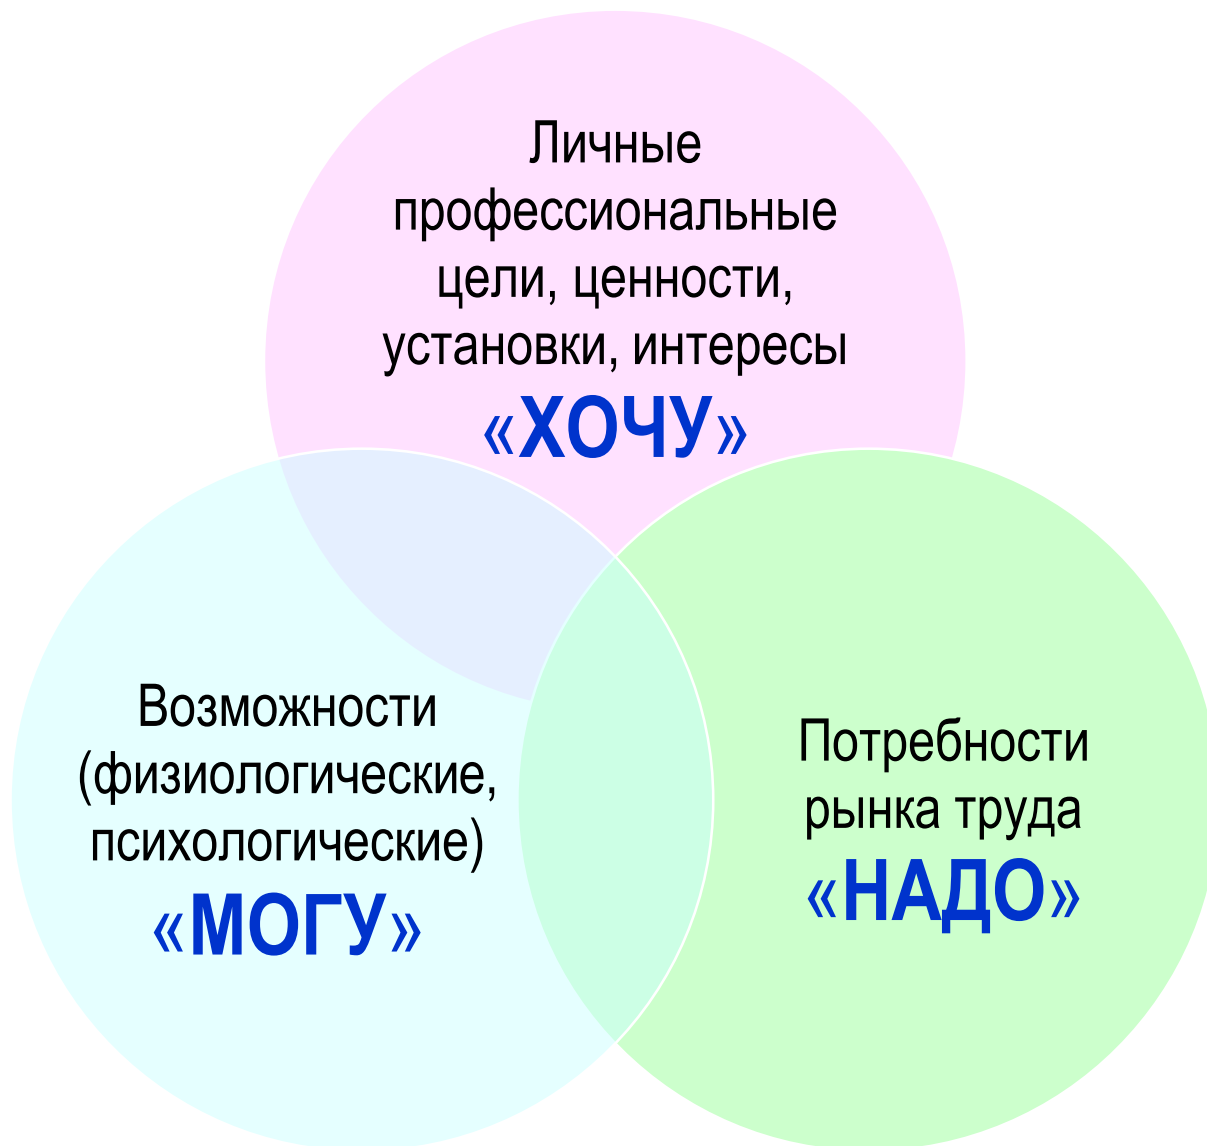 Личные
профессиональные
цели, ценности,
установки, интересы
«ХОЧУ»
Возможности
(физиологические,
психологические)
«МОГУ»
Потребности
рынка труда
«НАДО»